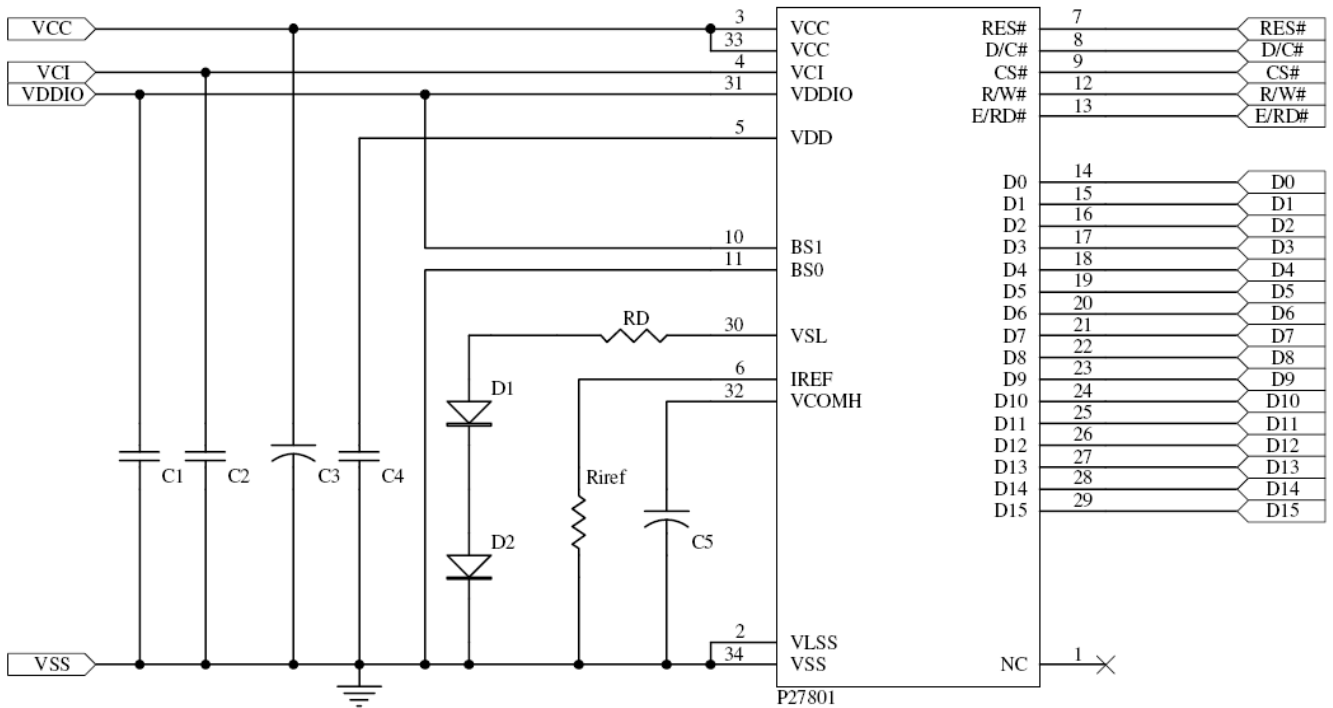 VCC 3 VCC RES# 7 RES#
33 VCC D/C# 8 D/C#
VCI 4 VCI CS# 9 CS#
VDDIO 31 VDDIO R/W# 12 R/W#
E/RD# 13 E/RD#
5 VDD
D0 14 D0
D1 15 D1
D2 16 D2
10 BS1 D3 17 D3
11 BS0 D4 18 D4
D5 19 D5
RD D6 20 D6
30 VSL D7 21 D7
D8 22 D8
D1 6 IREF D9 23 D9
32 VCOMH D10 24 D10
D11 25 D11
D12 26 D12
C1 C2 C3 C4 Riref D13 27 D13
D14 28 D14
D15 29 D15
D2 C5
2 VLSS
VSS 34 VSS NC 1
P27801